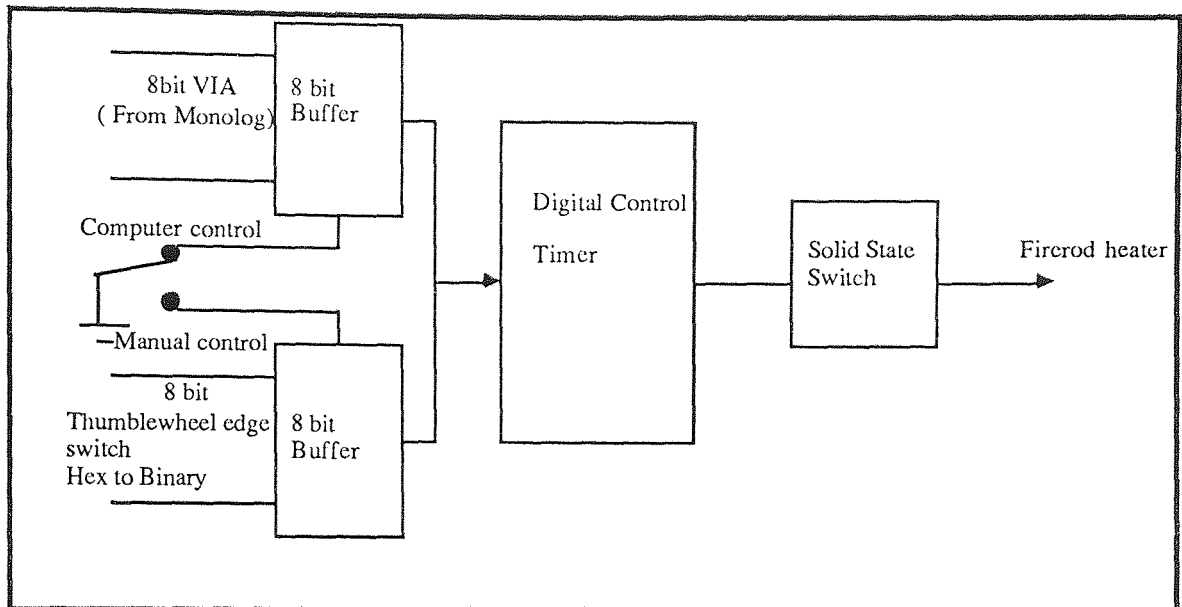 8bit VIA
( From Monolog)
8 bit
Buffer
Computer control
Manual control
8 bit
Thumblewheel edge
switch
Hex to Binary
8 bit
Buffer
Digital Control
Timer
Solid State
Switch
Firerod heater